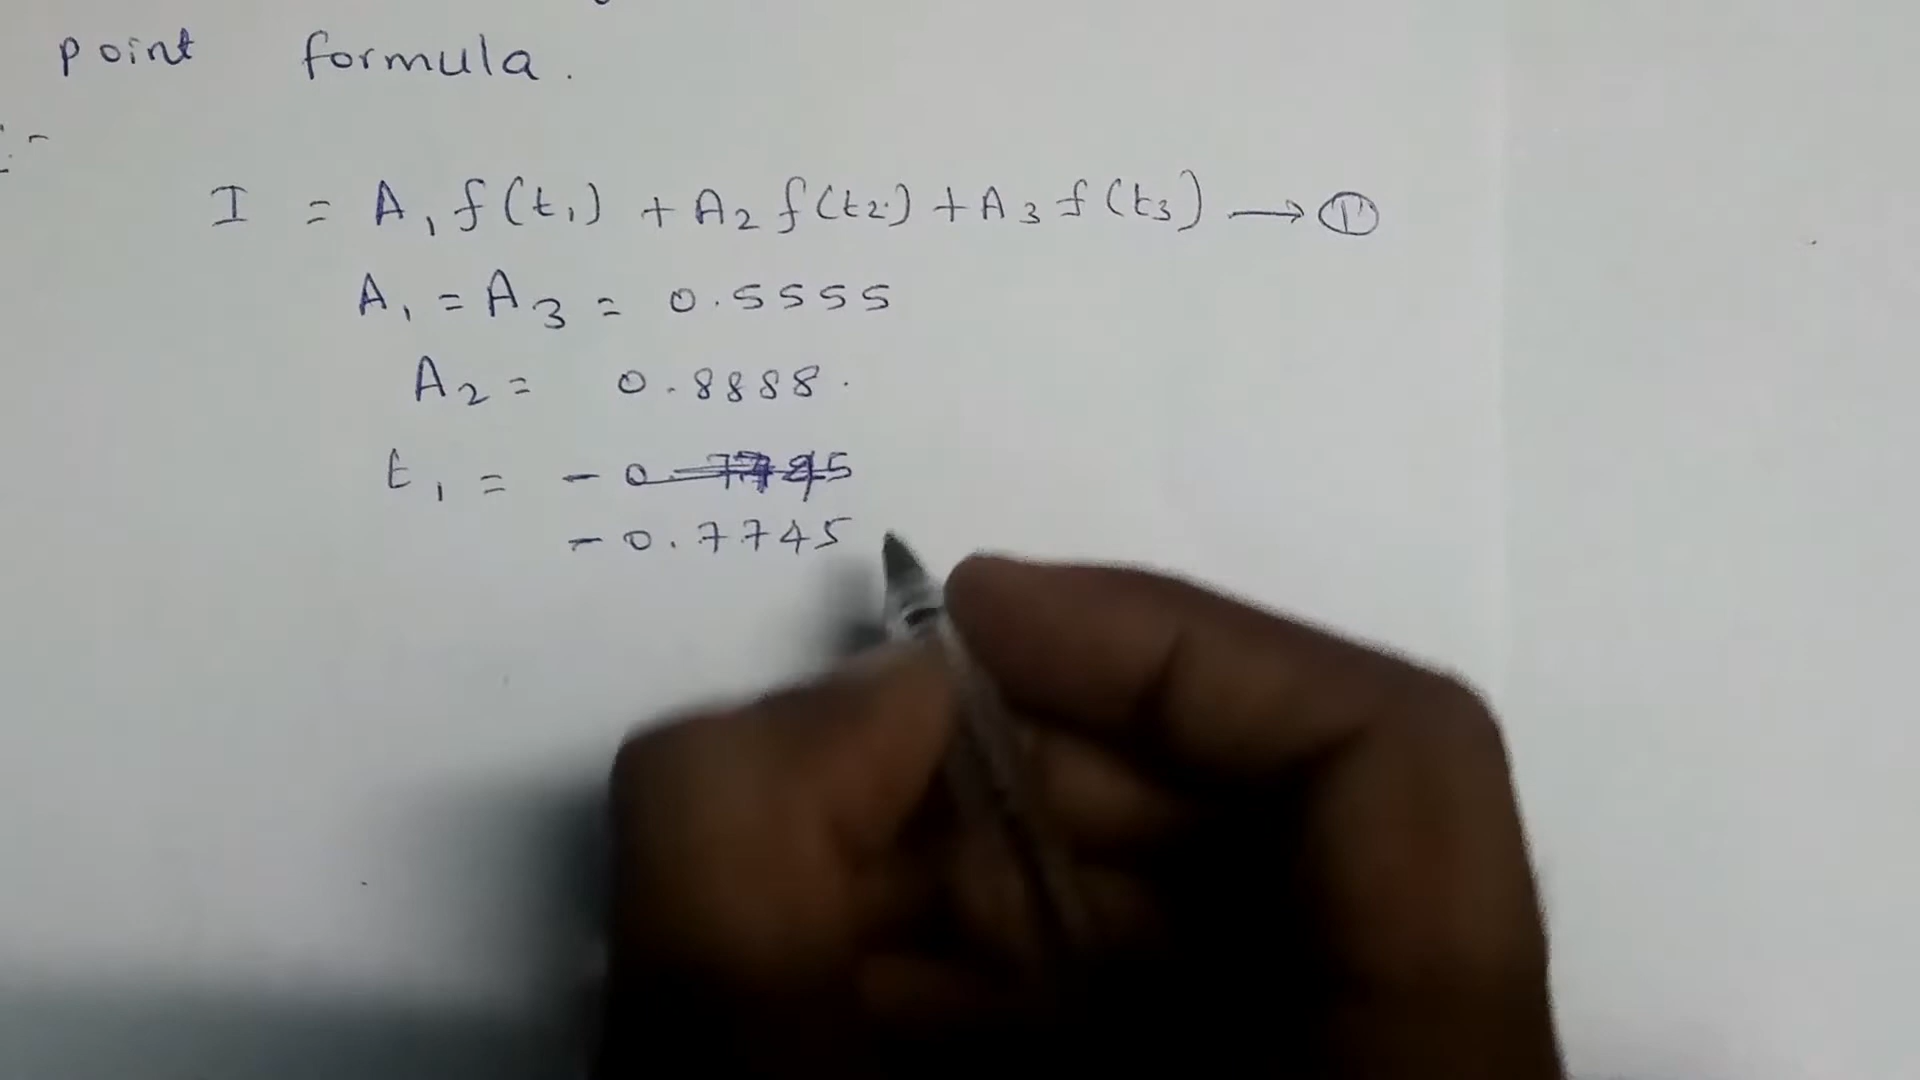 point formula.
:-
I = A1 f(t1) + A2 f(t2) + A3 f(t3) → ①
A1 = A3 = 0.5555
A2 = 0.8888.
t1 = -0.7745
-0.7745